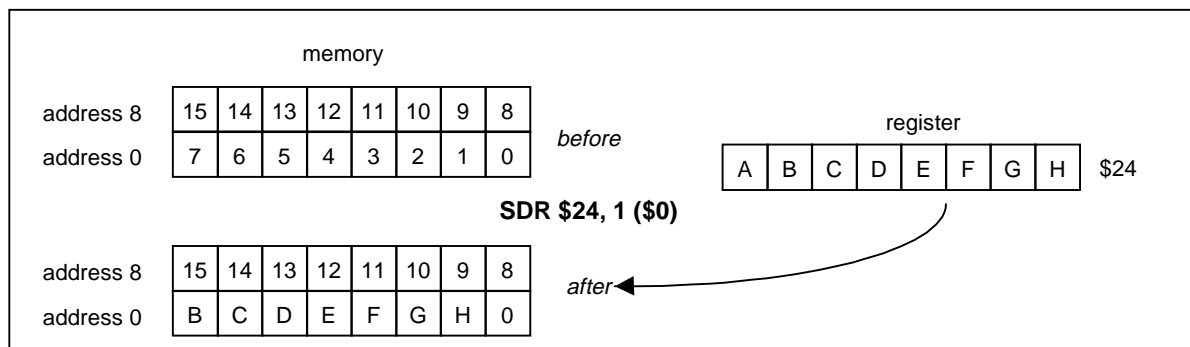 memory
address 8 15 14 13 12 11 10 9 8
address 0 7 6 5 4 3 2 1 0
before
register
A B C D E F G H $24
SDR $24, 1 ($0)
address 8 15 14 13 12 11 10 9 8
address 0 B C D E F G H 0
after